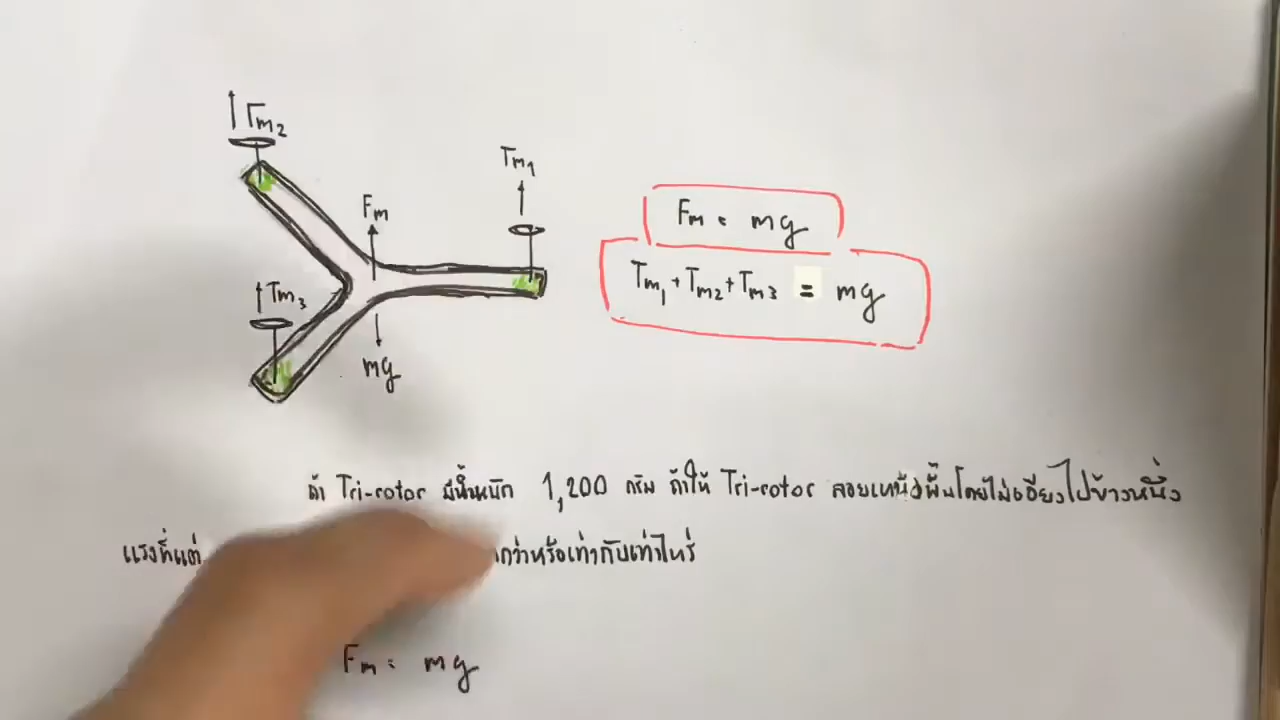 Tm2
Tm1
Fm
Fm = mg
Tm1 + Tm2 + Tm3 = mg
Tm3
mg
ถ้า Tri-rotor มีน้ำหนัก 1,200 กรัม ถ้าให้ Tri-rotor ลอยเหนือพื้นโดยไม่เอียงไปข้างหนึ่ง
แรงที่แต่ กว่าหรือเท่ากับเท่าไหร่
Fm = mg